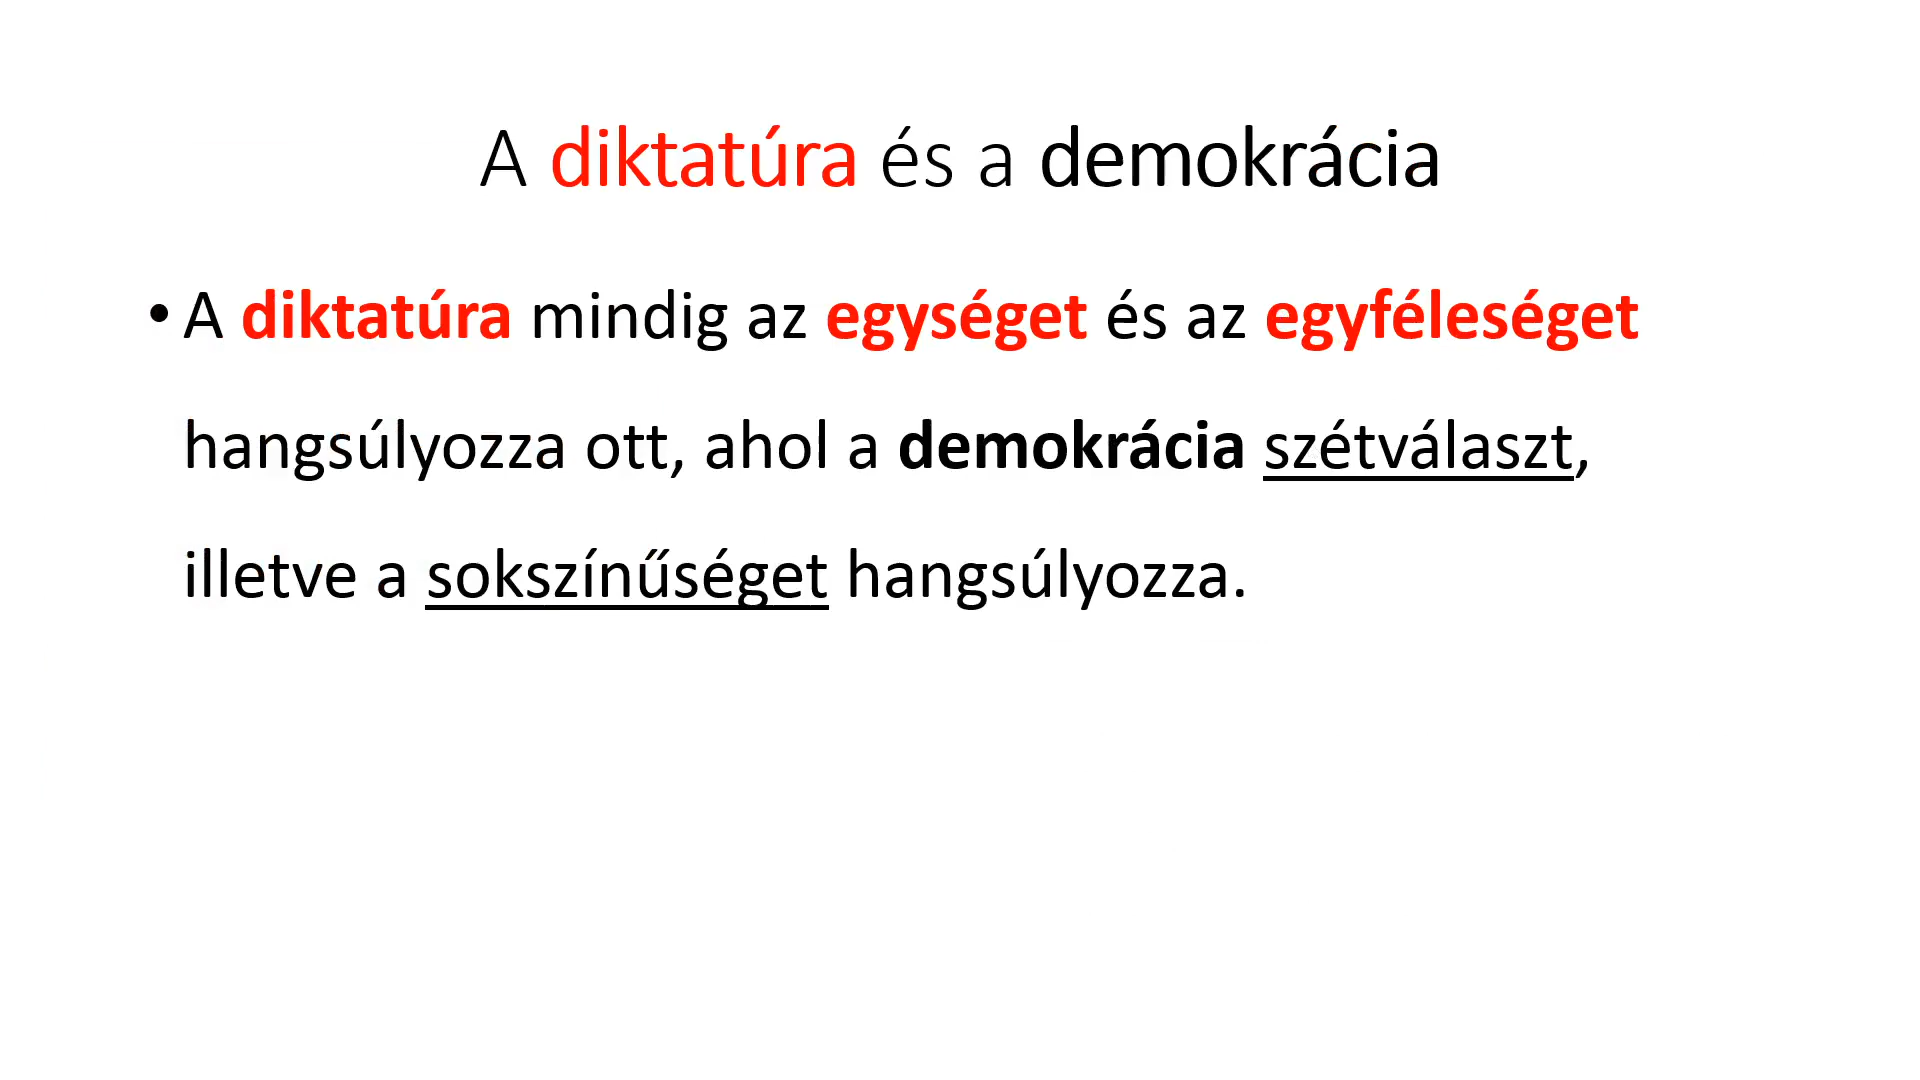 A diktatúra és a demokrácia
• A diktatúra mindig az egységet és az egyféleséget
hangsúlyozza ott, ahol a demokrácia szétválaszt,
illetve a sokszínűséget hangsúlyozza.